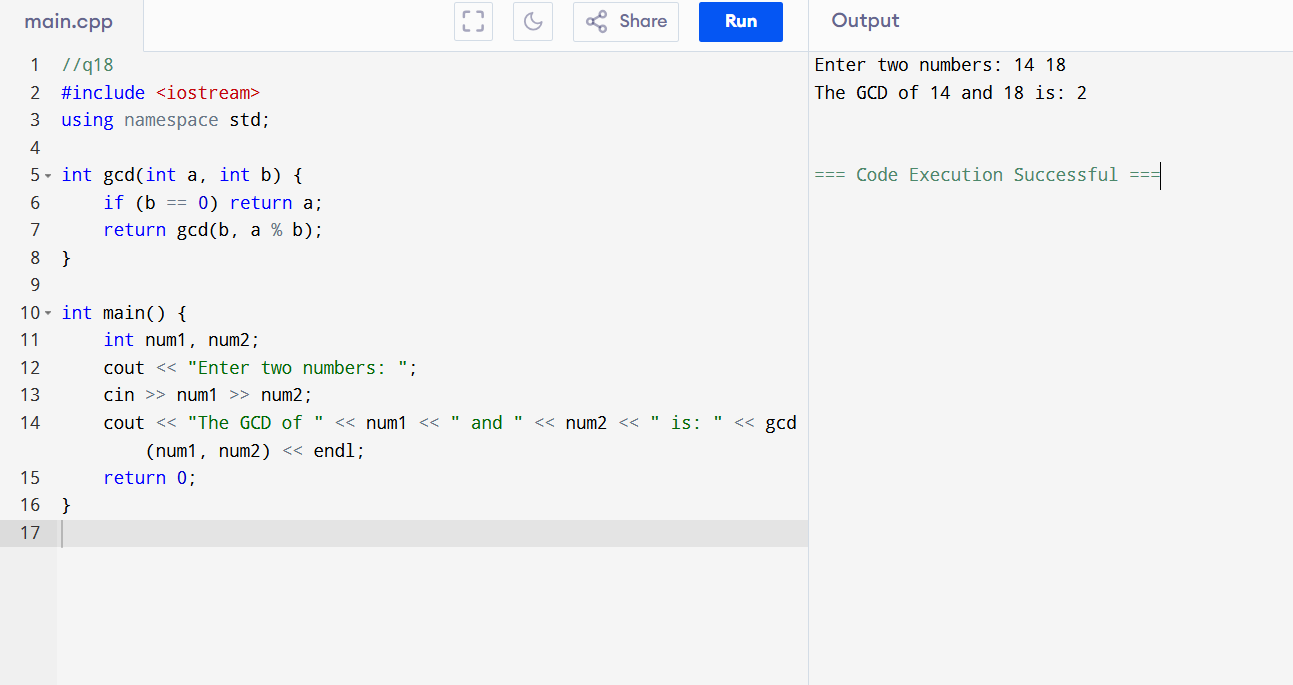 main.cpp
Share
Run
Output
1 //q18
2 #include <iostream>
3 using namespace std;
4
5 int gcd(int a, int b) {
6     if (b == 0) return a;
7     return gcd(b, a % b);
8 }
9
10 int main() {
11     int num1, num2;
12     cout << "Enter two numbers: ";
13     cin >> num1 >> num2;
14     cout << "The GCD of " << num1 << " and " << num2 << " is: " << gcd
        (num1, num2) << endl;
15     return 0;
16 }
17
Enter two numbers: 14 18
The GCD of 14 and 18 is: 2
=== Code Execution Successful ===